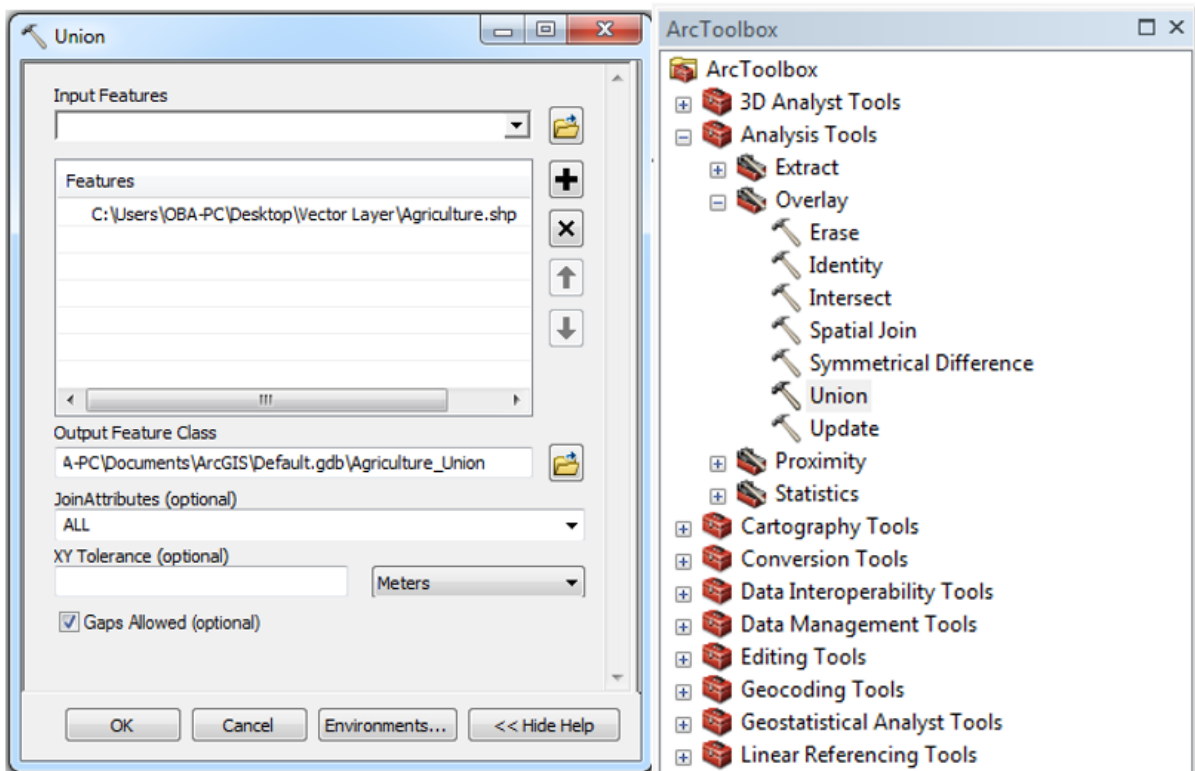 Union
Input Features
Features
C:\Users\OBA-PC\Desktop\Vector Layer\Agriculture.shp
Output Feature Class
A-PC\Documents\ArcGIS\Default.gdb\Agriculture_Union
JoinAttributes (optional)
ALL
XY Tolerance (optional)
Meters
Gaps Allowed (optional)
OK
Cancel
Environments...
<< Hide Help
ArcToolbox
ArcToolbox
3D Analyst Tools
Analysis Tools
Extract
Overlay
Erase
Identity
Intersect
Spatial Join
Symmetrical Difference
Union
Update
Proximity
Statistics
Cartography Tools
Conversion Tools
Data Interoperability Tools
Data Management Tools
Editing Tools
Geocoding Tools
Geostatistical Analyst Tools
Linear Referencing Tools